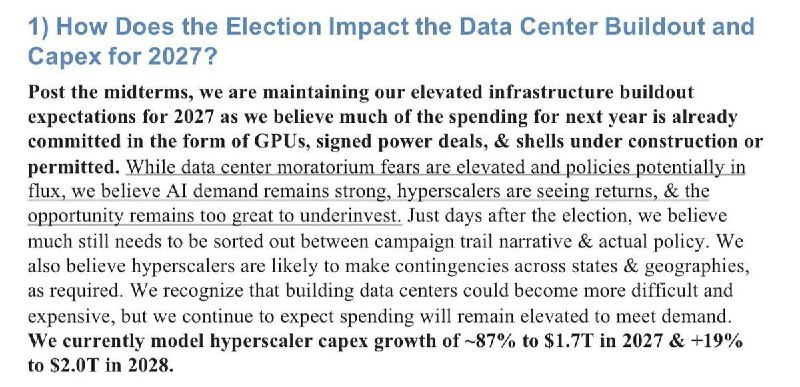 1) How Does the Election Impact the Data Center Buildout and
Capex for 2027?
Post the midterms, we are maintaining our elevated infrastructure buildout
expectations for 2027 as we believe much of the spending for next year is already
committed in the form of GPUs, signed power deals, & shells under construction or
permitted. While data center moratorium fears are elevated and policies potentially in
flux, we believe AI demand remains strong, hyperscalers are seeing returns, & the
opportunity remains too great to underinvest. Just days after the election, we believe
much still needs to be sorted out between campaign trail narrative & actual policy. We
also believe hyperscalers are likely to make contingencies across states & geographies,
as required. We recognize that building data centers could become more difficult and
expensive, but we continue to expect spending will remain elevated to meet demand.
We currently model hyperscaler capex growth of ~87% to $1.7T in 2027 & +19%
to $2.0T in 2028.